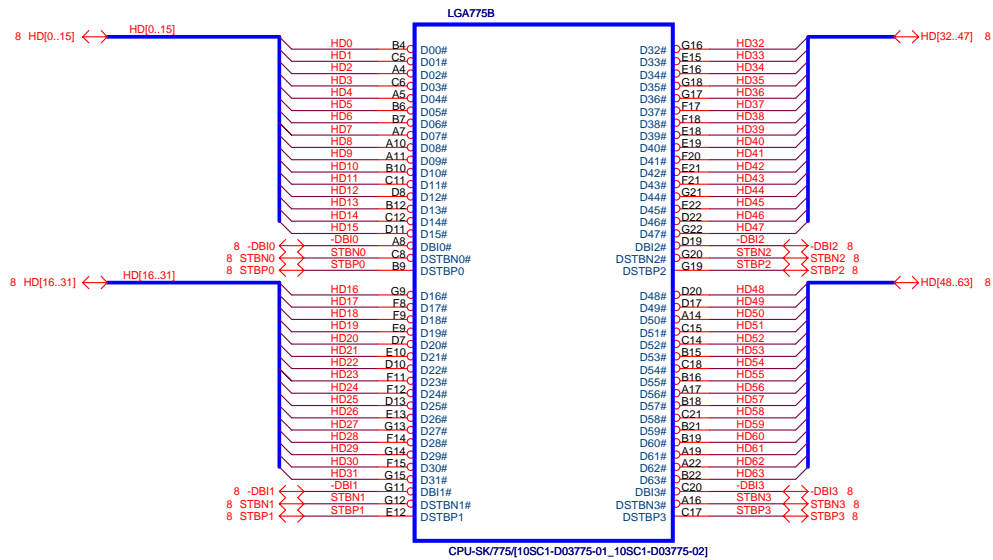 LGA775B
8 HD[0..15] HD[0..15] HD[32..47] 8
HD0 B4 D00# D32# G16 HD32
HD1 C5 D01# D33# E15 HD33
HD2 A4 D02# D34# E16 HD34
HD3 C6 D03# D35# G18 HD35
HD4 A5 D04# D36# G17 HD36
HD5 B6 D05# D37# F17 HD37
HD6 B7 D06# D38# F18 HD38
HD7 A7 D07# D39# E18 HD39
HD8 A10 D08# D40# E19 HD40
HD9 A11 D09# D41# F20 HD41
HD10 B10 D10# D42# E21 HD42
HD11 C11 D11# D43# F21 HD43
HD12 D8 D12# D44# G21 HD44
HD13 B12 D13# D45# E22 HD45
HD14 C12 D14# D46# D22 HD46
HD15 D11 D15# D47# G22 HD47
8 -DBI0 -DBI0 A8 DBI0# DBI2# D19 -DBI2 -DBI2 8
8 STBN0 STBN0 C8 DSTBN0# DSTBN2# G20 STBN2 STBN2 8
8 STBP0 STBP0 B9 DSTBP0 DSTBP2 G19 STBP2 STBP2 8
8 HD[16..31] HD[16..31] HD[48..63] 8
HD16 G9 D16# D48# D20 HD48
HD17 F8 D17# D49# D17 HD49
HD18 F9 D18# D50# A14 HD50
HD19 E9 D19# D51# C15 HD51
HD20 D7 D20# D52# C14 HD52
HD21 E10 D21# D53# B15 HD53
HD22 D10 D22# D54# C18 HD54
HD23 F11 D23# D55# B16 HD55
HD24 F12 D24# D56# A17 HD56
HD25 D13 D25# D57# B18 HD57
HD26 E13 D26# D58# C21 HD58
HD27 G13 D27# D59# B21 HD59
HD28 F14 D28# D60# B19 HD60
HD29 G14 D29# D61# A19 HD61
HD30 F15 D30# D62# A22 HD62
HD31 G15 D31# D63# B22 HD63
8 -DBI1 -DBI1 G11 DBI1# DBI3# C20 -DBI3 -DBI3 8
8 STBN1 STBN1 G12 DSTBN1# DSTBN3# A16 STBN3 STBN3 8
8 STBP1 STBP1 E12 DSTBP1 DSTBP3 C17 STBP3 STBP3 8
CPU-SK/775/[10SC1-D03775-01_10SC1-D03775-02]